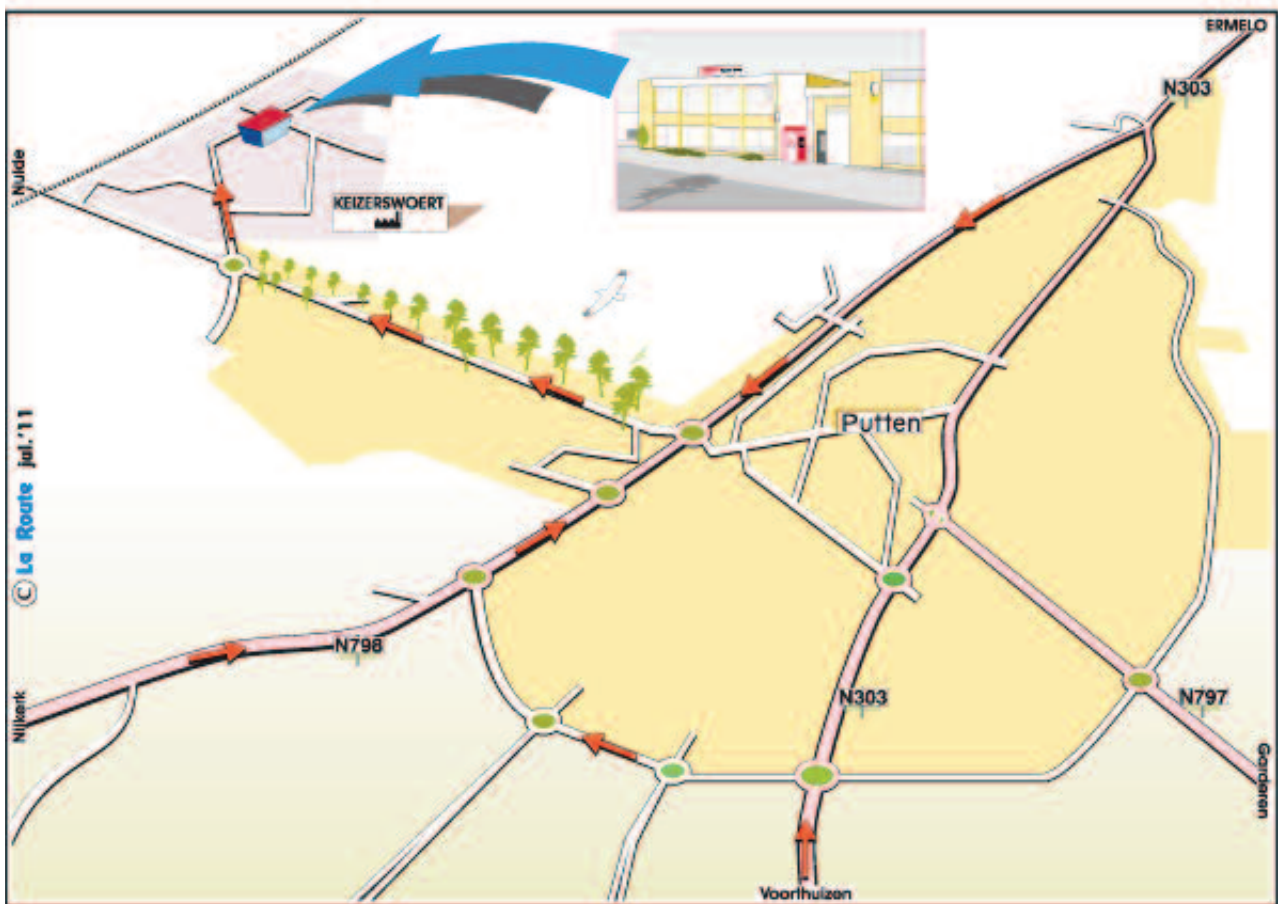 ERMELO
N303
Nulde
KEIZERSWOERT
Putten
© La Route jul.'11
N798
Nijkerk
N303
N797
Garderen
Voorthuizen